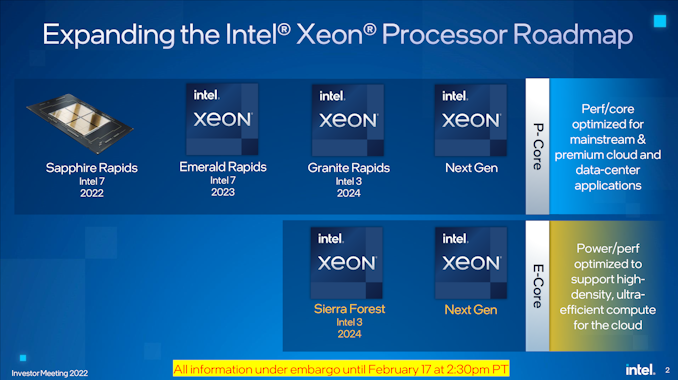 Expanding the Intel® Xeon® Processor Roadmap
intel.
XEON®
intel.
XEON®
intel.
XEON®
Sapphire Rapids
Intel 7
2022
Emerald Rapids
Intel 7
2023
Granite Rapids
Intel 3
2024
Next Gen
P-Core
Perf/core
optimized for
mainstream &
premium cloud and
data-center
applications
intel.
XEON®
intel.
XEON®
Sierra Forest
Intel 3
2024
Next Gen
E-Core
Power/perf
optimized to
support high-
density, ultra-
efficient compute
for the cloud
Investor Meeting 2022
All information under embargo until February 17 at 2:30pm PT
intel.
2